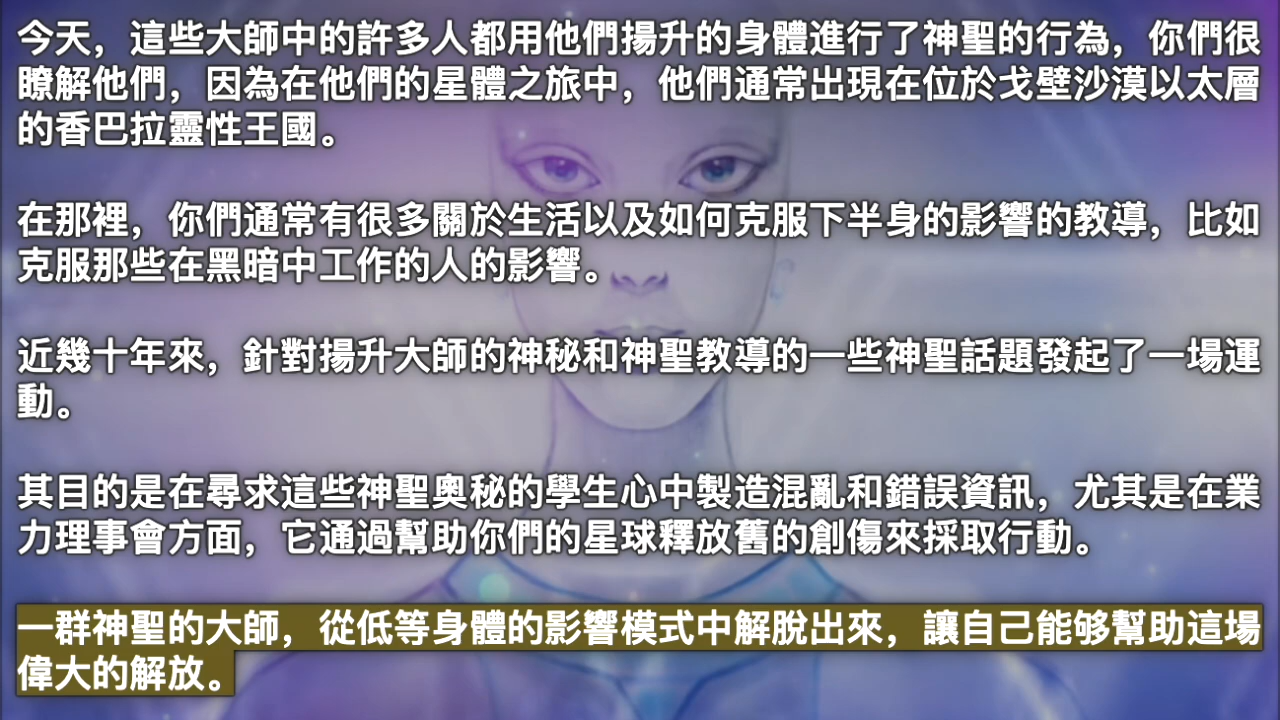 今天，這些大師中的許多人都用他們揚升的身體進行了神聖的行為，你們很
瞭解他們，因為在他們的星體之旅中，他們通常出現在位於戈壁沙漠以太層
的香巴拉靈性王國。
在那裡，你們通常有很多關於生活以及如何克服下半身的影響的教導，比如
克服那些在黑暗中工作的人的影響。
近幾十年來，針對揚升大師的神秘和神聖教導的一些神聖話題發起了一場運
動。
其目的是在尋求這些神聖奧秘的學生心中製造混亂和錯誤資訊，尤其是在業
力理事會方面，它通過幫助你們的星球釋放舊的創傷來採取行動。
一群神聖的大師，從低等身體的影響模式中解脫出來，讓自己能够幫助這場
偉大的解放。